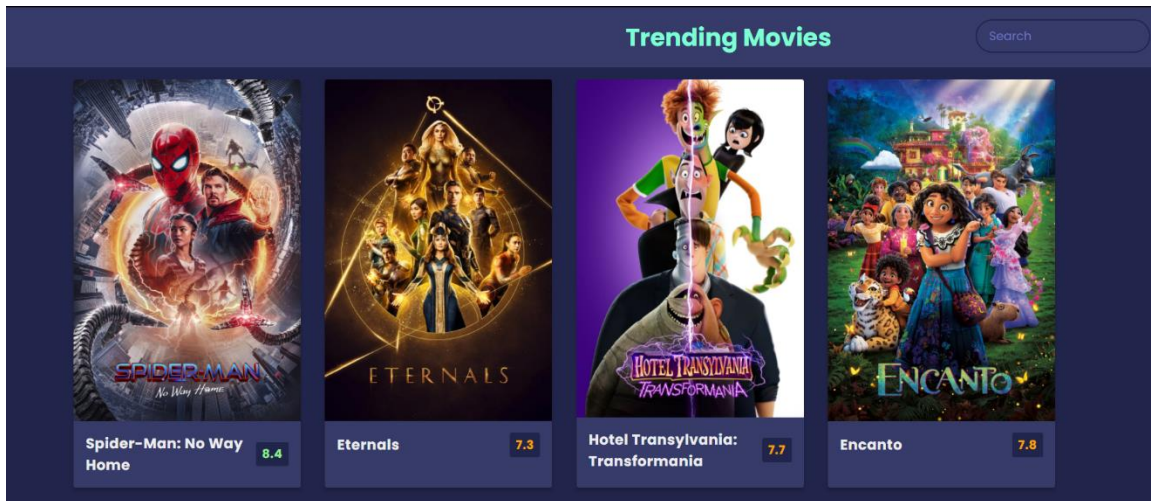 Trending Movies
Search
SPIDER-MAN
No Way Home
ETERNALS
HOTEL TRANSYLVANIA
TRANSFORMANIA
ENCANTO
Spider-Man: No Way
Home
8.4
Eternals
7.3
Hotel Transylvania:
Transformania
7.7
Encanto
7.8